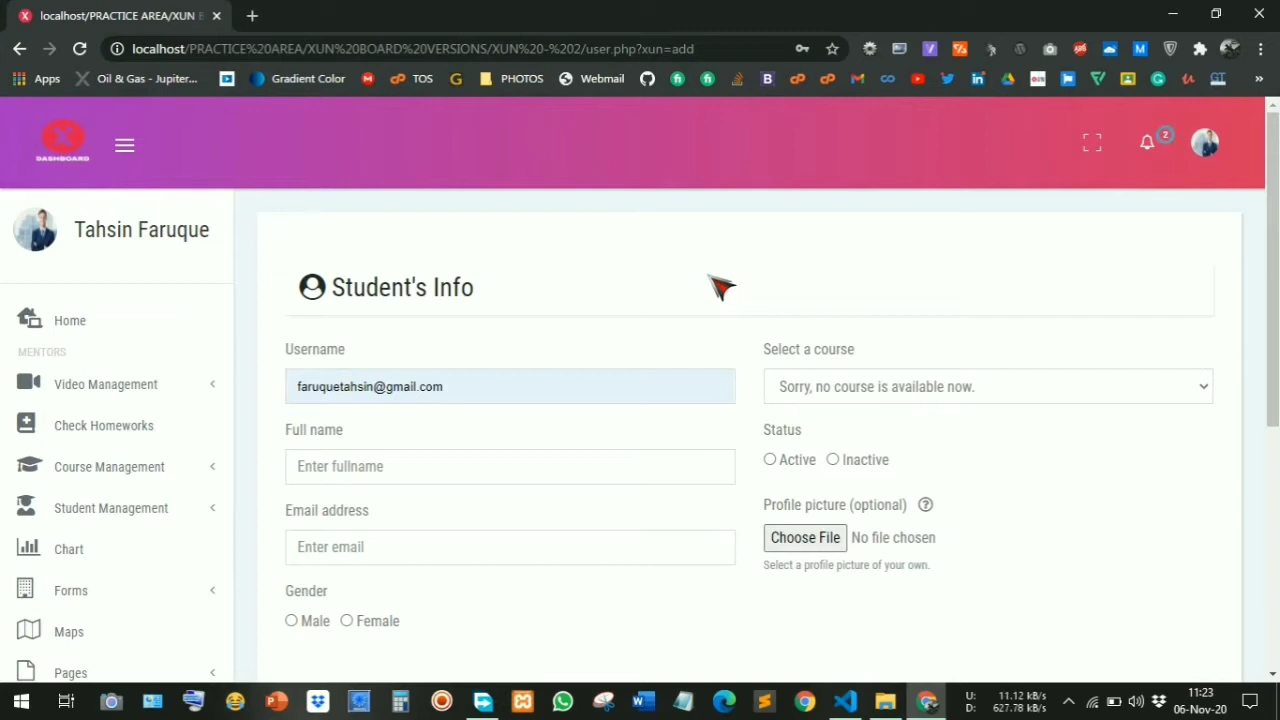 localhost/PRACTICE AREA/XUN B
localhost/PRACTICE%20AREA/XUN%20BOARD%20VERSIONS/XUN%20-%202/user.php?xun=add
Apps Oil & Gas - Jupiter... Gradient Color TOS PHOTOS Webmail
DASHBOARD
2
Tahsin Faruque
Home
MENTORS
Video Management
Check Homeworks
Course Management
Student Management
Chart
Forms
Maps
Pages
Student's Info
Username
faruquetahsin@gmail.com
Full name
Enter fullname
Email address
Enter email
Gender
Male Female
Select a course
Sorry, no course is available now.
Status
Active Inactive
Profile picture (optional)
Choose File No file chosen
Select a profile picture of your own.
U: 11.12 kB/s
D: 627.78 kB/s
11:23
06-Nov-20